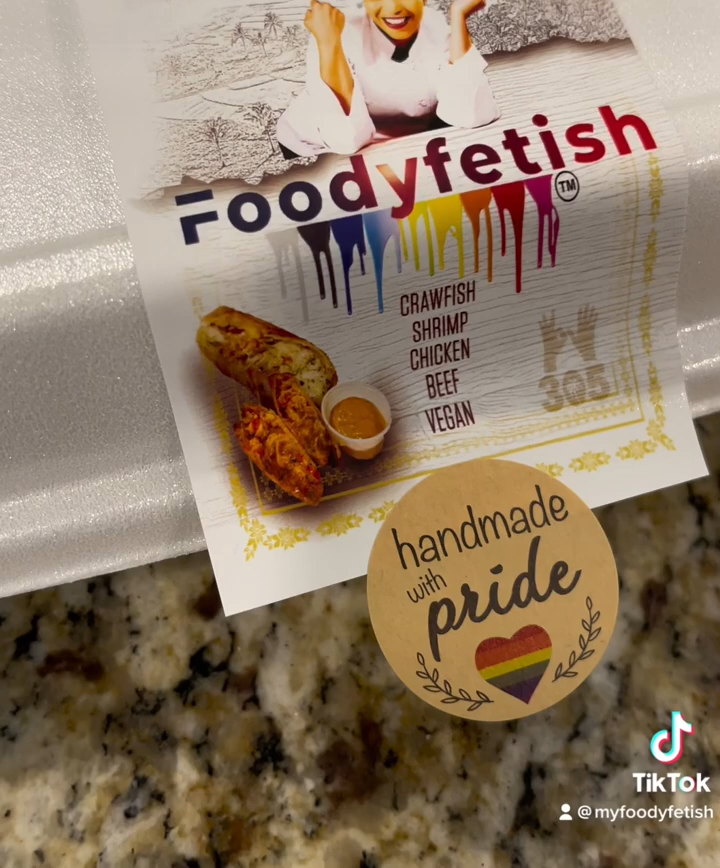 Foodyfetish
TM
CRAWFISH
SHRIMP
CHICKEN
BEEF
VEGAN
305
handmade
with
pride
TikTok
@myfoodyfetish